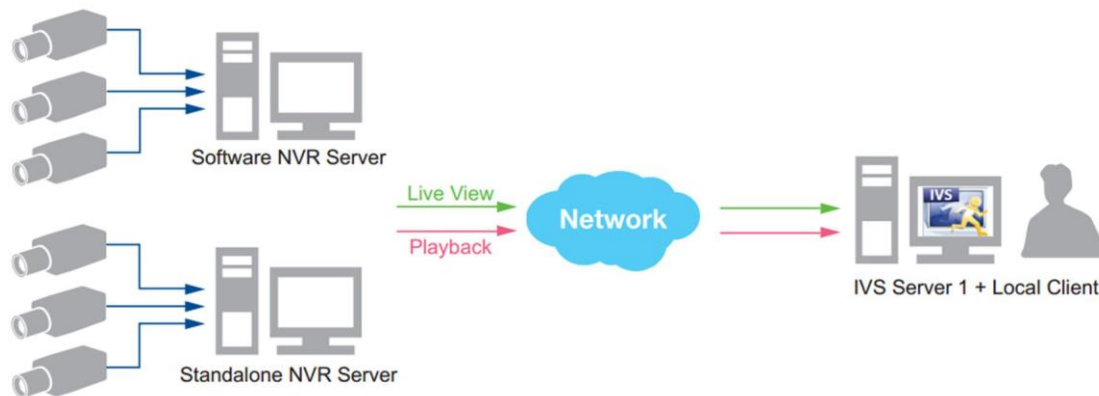 Software NVR Server
Live View
Network
Playback
IVS
IVS Server 1 + Local Client
Standalone NVR Server